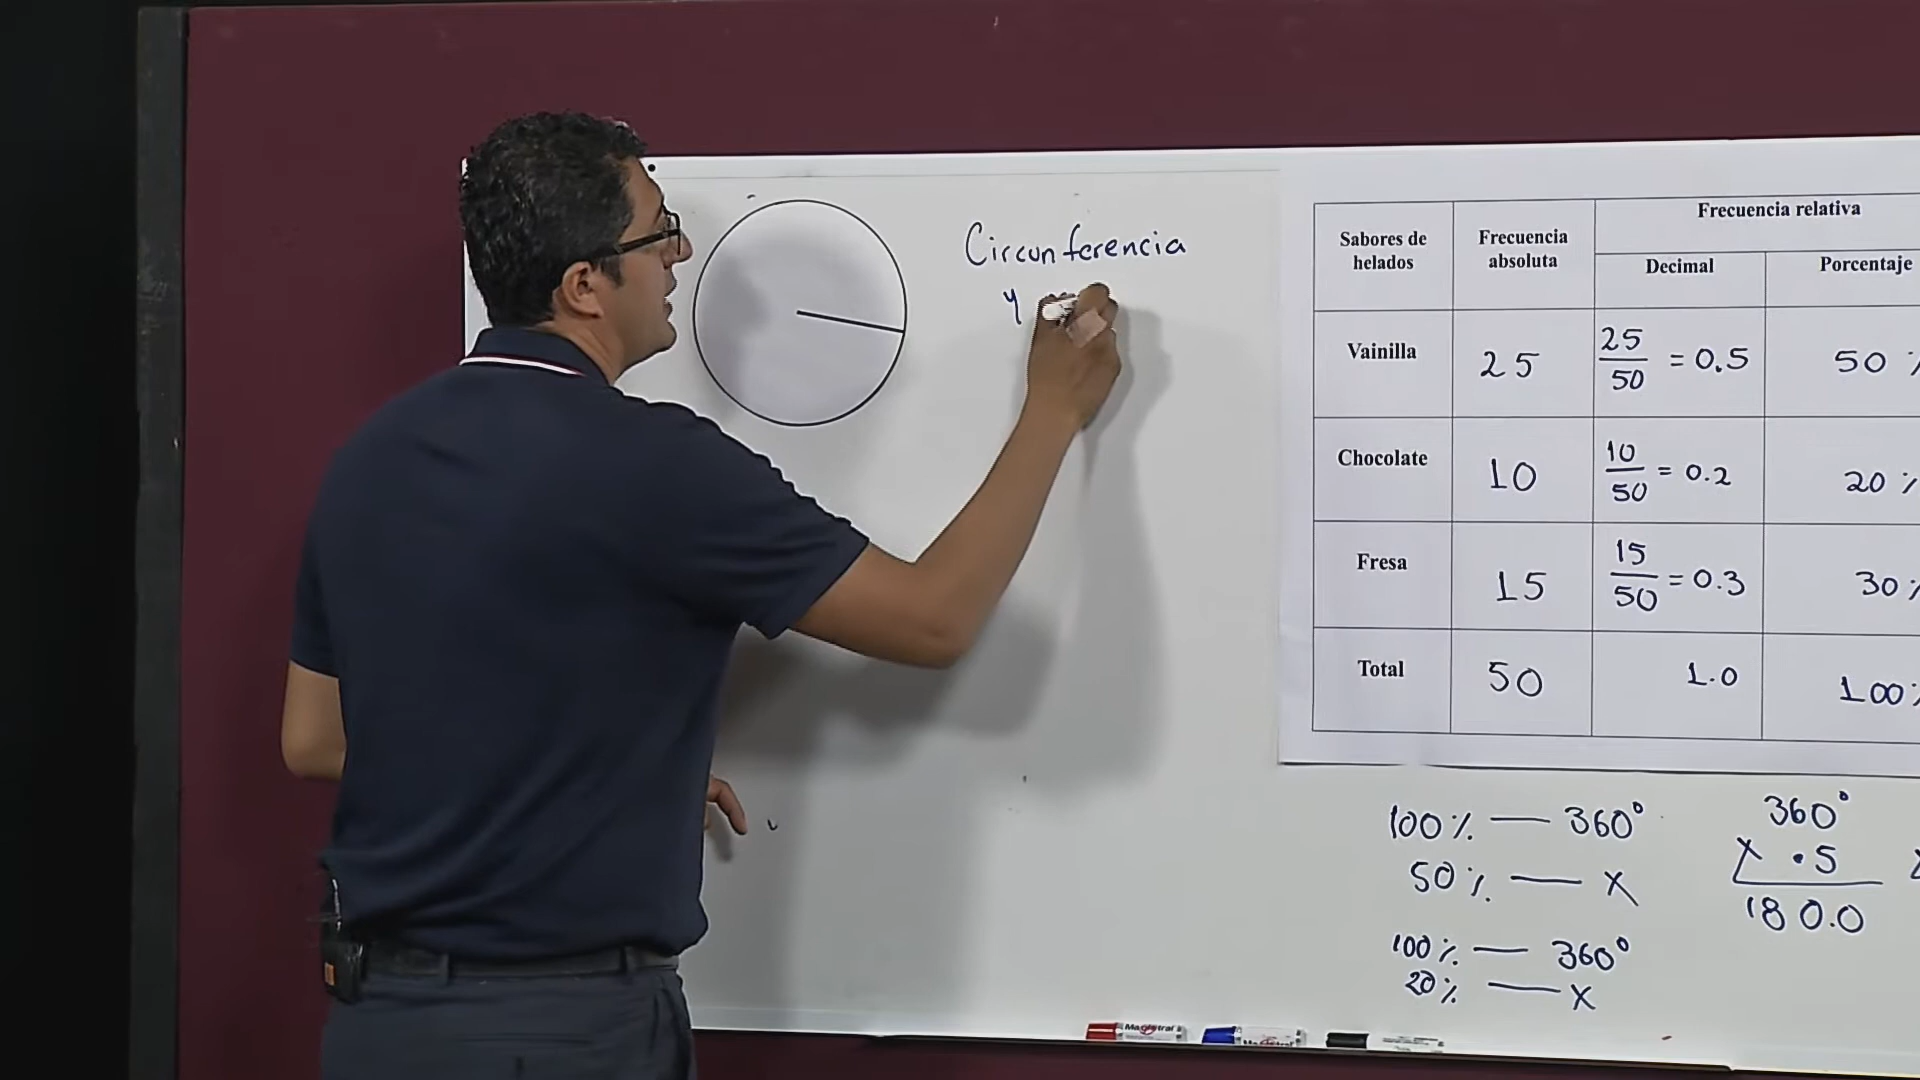 Circunferencia
y
Sabores de helados
Frecuencia absoluta
Frecuencia relativa
Decimal
Porcentaje
Vainilla
25
25/50 = 0.5
50 %
Chocolate
10
10/50 = 0.2
20 %
Fresa
15
15/50 = 0.3
30 %
Total
50
1.0
100%
100% — 360°
50% — x
360°
x .5
180.0
100% — 360°
20% — x
Magistral